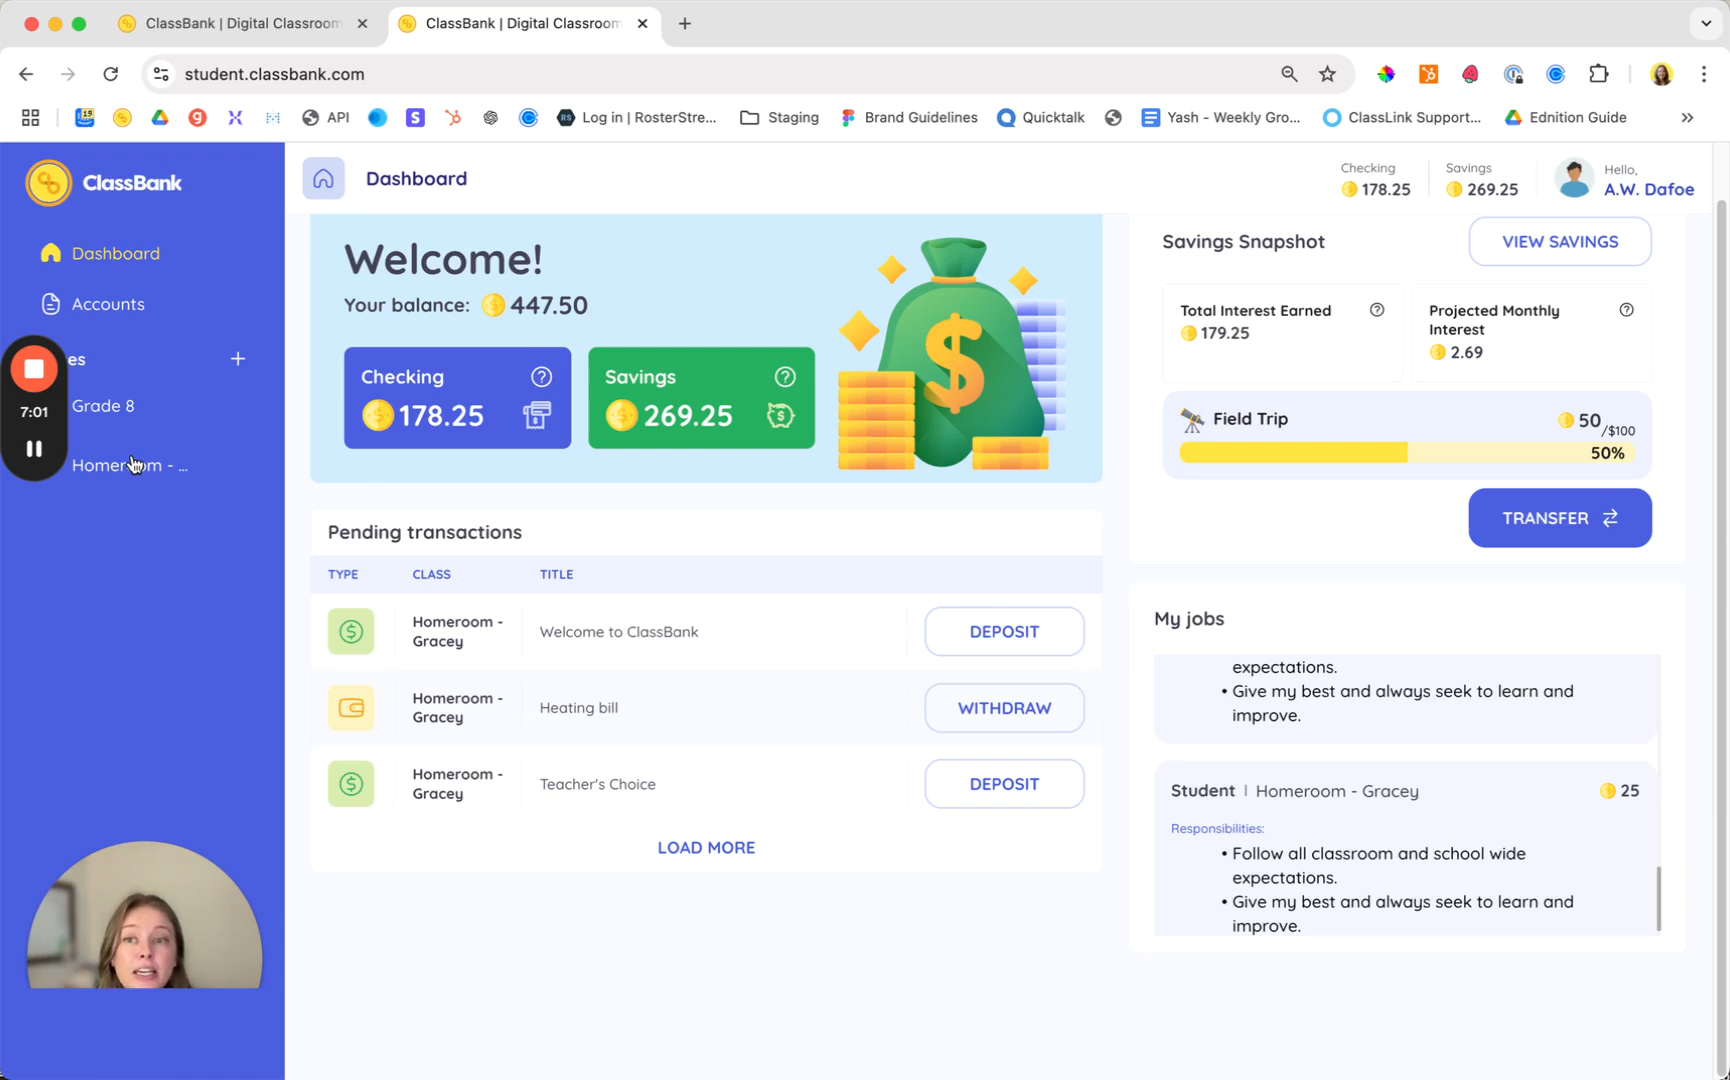 ClassBank | Digital Classroom
ClassBank | Digital Classroom
student.classbank.com
19
API
Log in | RosterStre...
Staging
Brand Guidelines
Quicktalk
Yash - Weekly Gro...
ClassLink Support...
Ednition Guide
ClassBank
Dashboard
Accounts
es
Grade 8
Homeroom - ...
7:01
Dashboard
Checking
178.25
Savings
269.25
Hello,
A.W. Dafoe
Welcome!
Your balance: 447.50
Checking
178.25
Savings
269.25
Pending transactions
TYPE CLASS TITLE
Homeroom -
Gracey
Welcome to ClassBank
DEPOSIT
Homeroom -
Gracey
Heating bill
WITHDRAW
Homeroom -
Gracey
Teacher's Choice
DEPOSIT
LOAD MORE
Savings Snapshot
VIEW SAVINGS
Total Interest Earned
179.25
Projected Monthly
Interest
2.69
Field Trip
50/$100
50%
TRANSFER
My jobs
expectations.
• Give my best and always seek to learn and
improve.
Student | Homeroom - Gracey 25
Responsibilities:
• Follow all classroom and school wide
expectations.
• Give my best and always seek to learn and
improve.